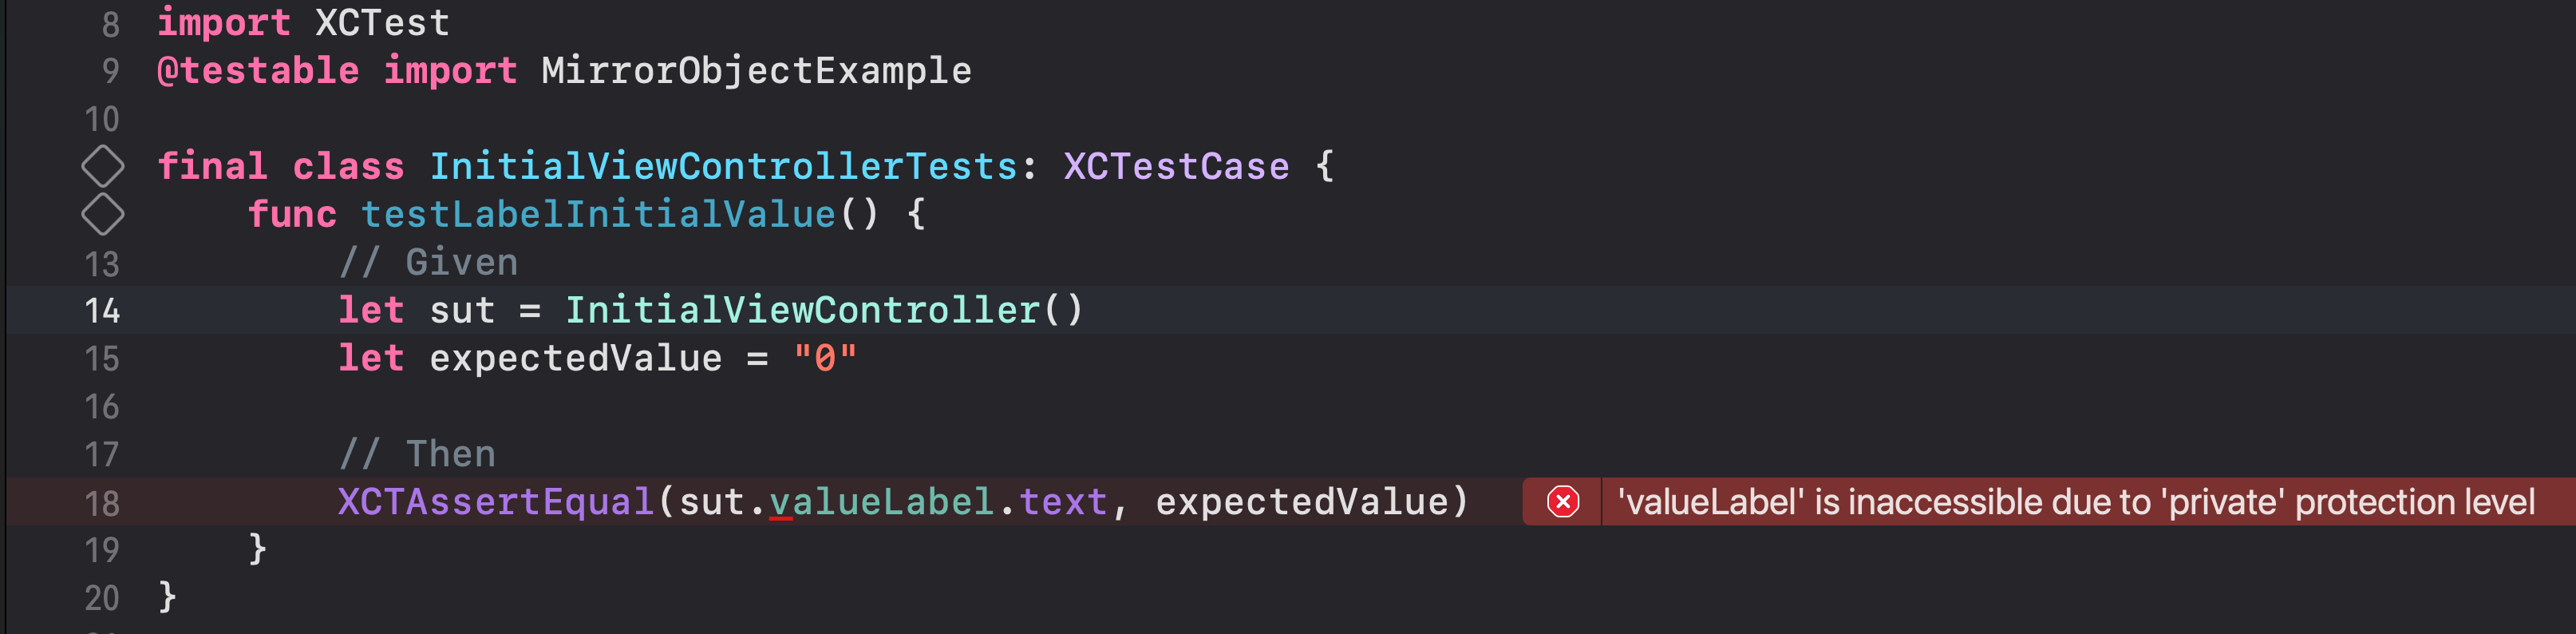 8 import XCTest
9 @testable import MirrorObjectExample
10
final class InitialViewControllerTests: XCTestCase {
func testLabelInitialValue() {
13 // Given
14 let sut = InitialViewController()
15 let expectedValue = "0"
16
17 // Then
18 XCTAssertEqual(sut.valueLabel.text, expectedValue) 'valueLabel' is inaccessible due to 'private' protection level
19 }
20 }